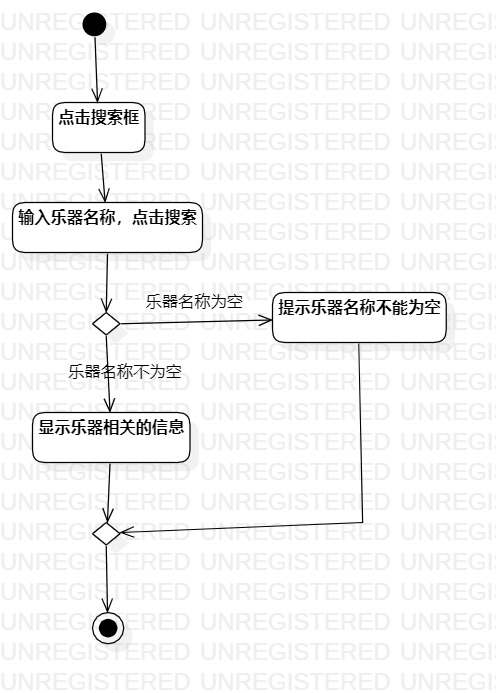 点击搜索框
输入乐器名称，点击搜索
乐器名称为空
提示乐器名称不能为空
乐器名称不为空
显示乐器相关的信息
UNREGISTERED